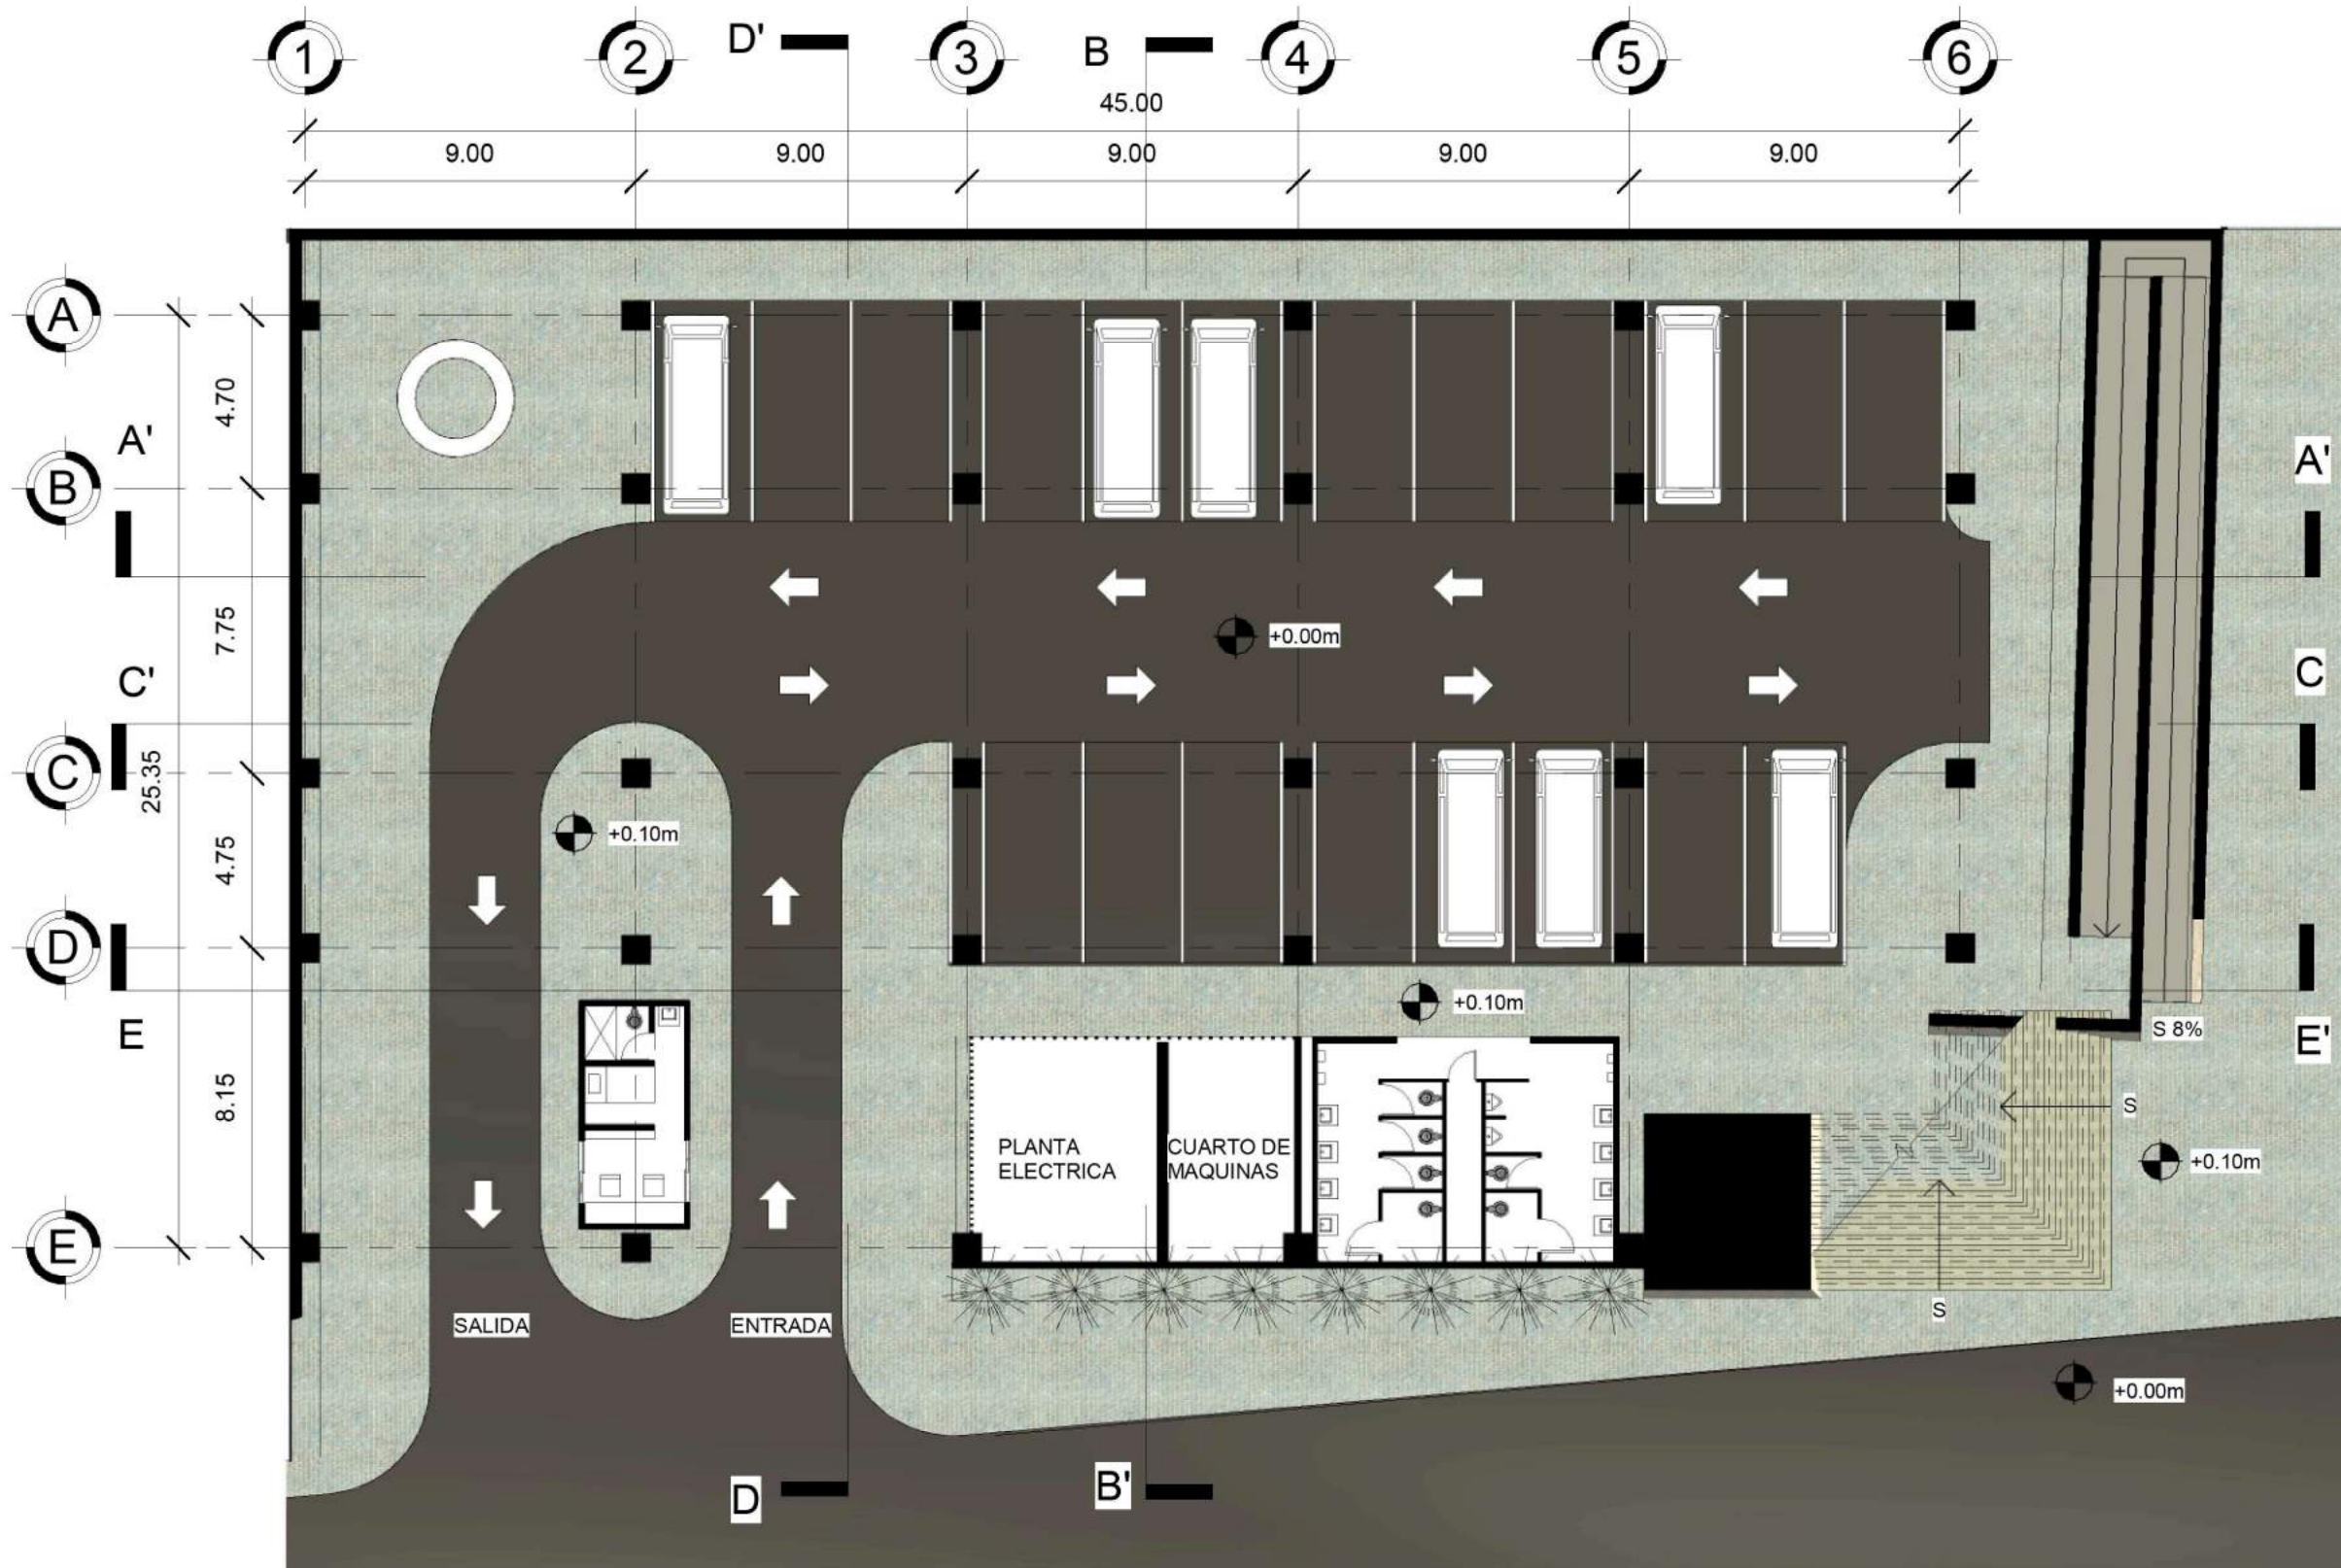 1 2 D' 3 B 4 5 6
45.00
9.00 9.00 9.00 9.00 9.00
A
4.70
A' A'
B
+0.00m
7.75
C' C
C
25.35
+0.10m
4.75
D
+0.10m
E S 8% E'
8.15
S
PLANTA
ELECTRICA
CUARTO DE
MAQUINAS
+0.10m
E
S
SALIDA ENTRADA
+0.00m
D B'